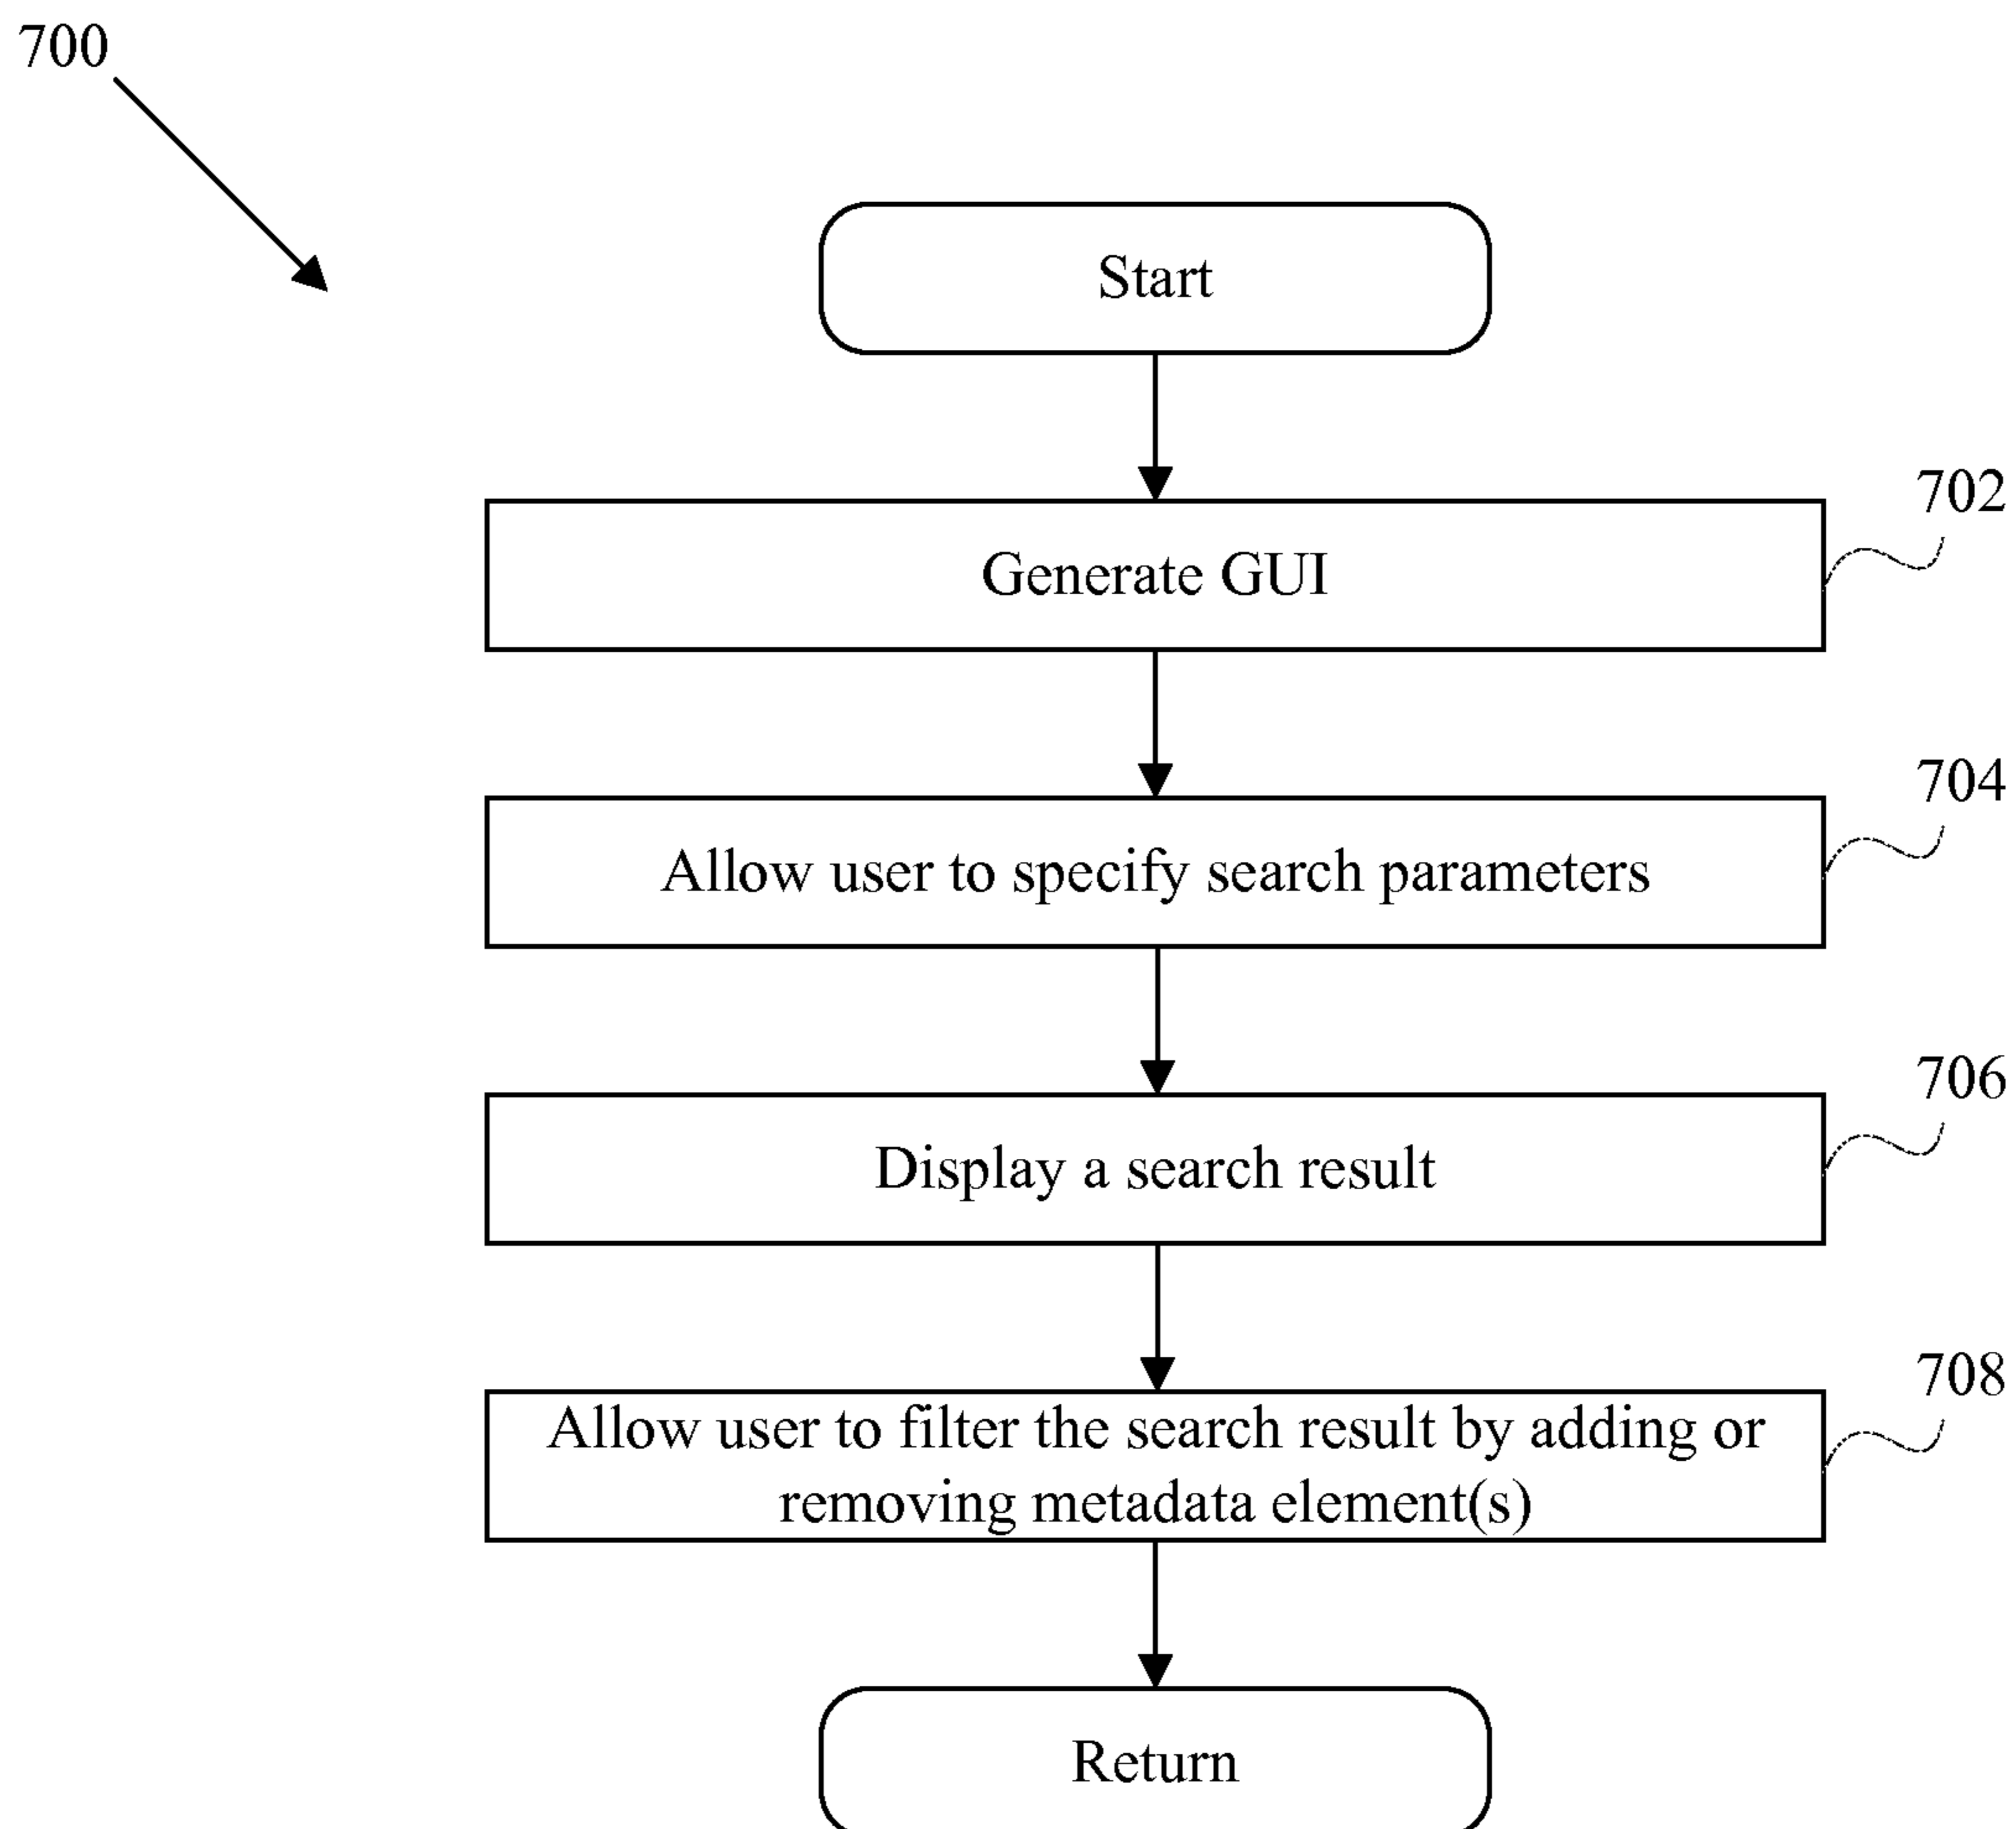 700
Start
702
Generate GUI
704
Allow user to specify search parameters
706
Display a search result
708
Allow user to filter the search result by adding or
removing metadata element(s)
Return